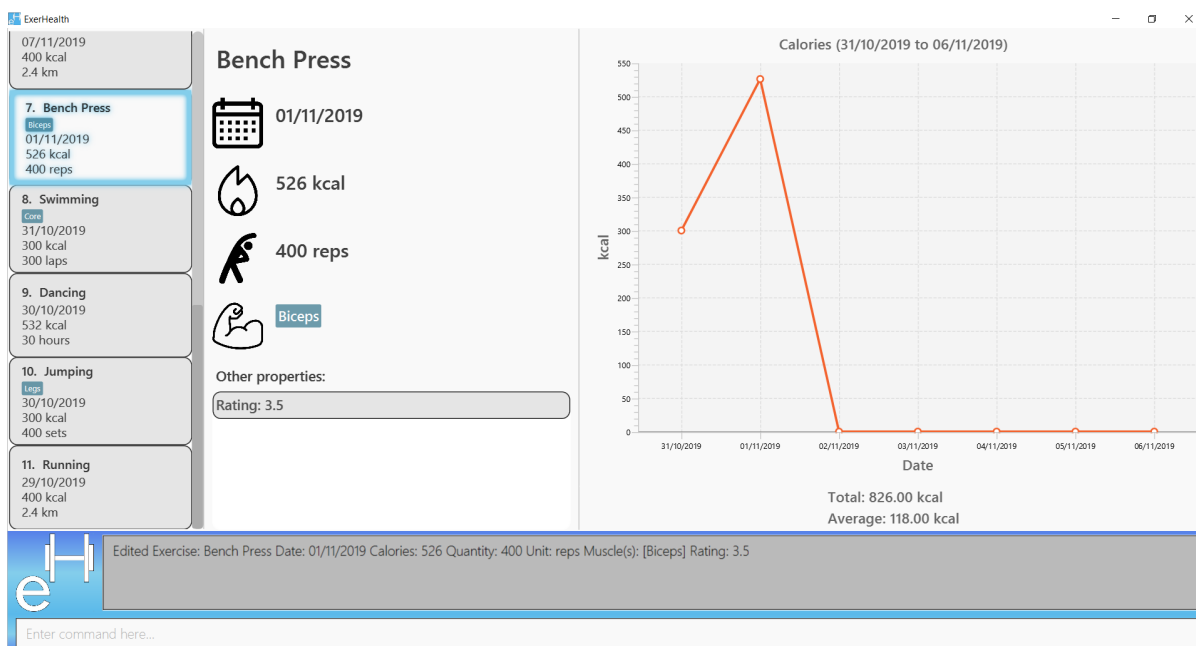 ExerHealth
07/11/2019
400 kcal
2.4 km
7. Bench Press
Biceps
01/11/2019
526 kcal
400 reps
8. Swimming
Core
31/10/2019
300 kcal
300 laps
9. Dancing
30/10/2019
532 kcal
30 hours
10. Jumping
Legs
30/10/2019
300 kcal
400 sets
11. Running
29/10/2019
400 kcal
2.4 km
Bench Press
01/11/2019
526 kcal
400 reps
Biceps
Other properties:
Rating: 3.5
Calories (31/10/2019 to 06/11/2019)
kcal
550
500
450
400
350
300
250
200
150
100
50
0
31/10/2019 01/11/2019 02/11/2019 03/11/2019 04/11/2019 05/11/2019 06/11/2019
Date
Total: 826.00 kcal
Average: 118.00 kcal
eH
Edited Exercise: Bench Press Date: 01/11/2019 Calories: 526 Quantity: 400 Unit: reps Muscle(s): [Biceps] Rating: 3.5
Enter command here...